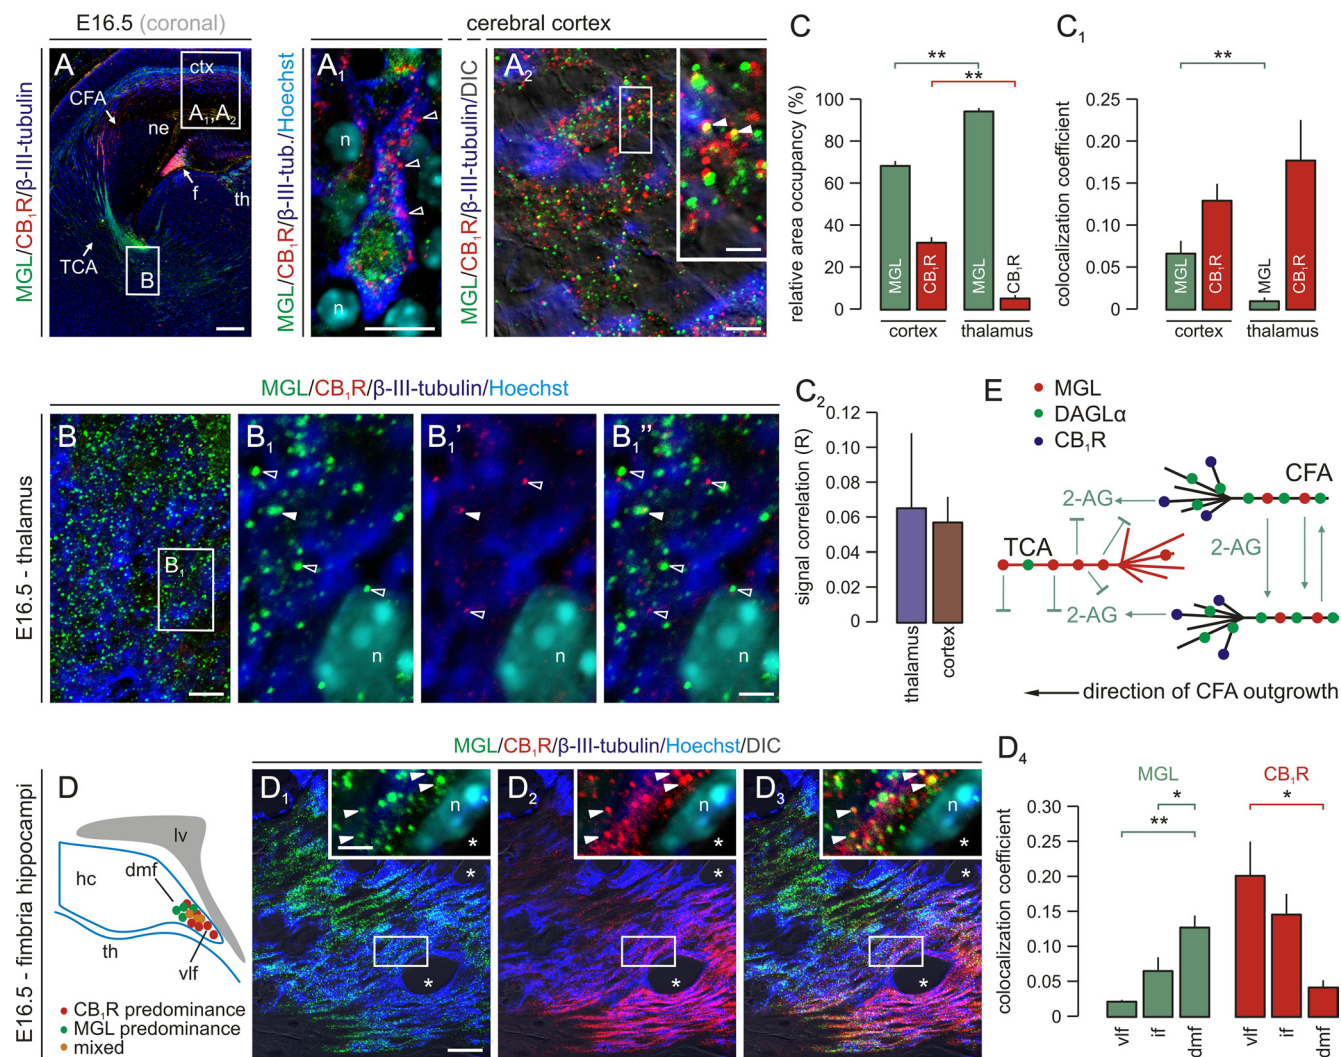 E16.5 (coronal)
cerebral cortex
MGL/CB1R/β-III-tubulin
A
ctx
CFA
A1,A2
ne
f
th
TCA
B
MGL/CB1R/β-III-tub./Hoechst
A1
n
n
MGL/CB1R/β-III-tubulin/DIC
A2
C
**
**
relative area occupancy (%)
100
80
60
40
20
0
MGL
CB1R
MGL
CB1R
cortex
thalamus
C1
**
colocalization coefficient
0.25
0.20
0.15
0.10
0.05
0
MGL
CB1R
MGL
CB1R
cortex
thalamus
MGL/CB1R/β-III-tubulin/Hoechst
E16.5 - thalamus
B
B1
B1
n
B1’
n
B1’’
n
C2
signal correlation (R)
0.12
0.10
0.08
0.06
0.04
0.02
0
thalamus
cortex
E
MGL
DAGLα
CB1R
CFA
2-AG
TCA
2-AG
2-AG
direction of CFA outgrowth
MGL/CB1R/β-III-tubulin/Hoechst/DIC
E16.5 - fimbria hippocampi
D
lv
dmf
hc
th
vlf
CB1R predominance
MGL predominance
mixed
D1
n
*
*
*
D2
n
*
*
*
D3
n
*
*
*
D4
MGL
CB1R
*
*
**
colocalization coefficient
0.30
0.20
0.15
0.10
0.05
0
vlf
if
dmf
vlf
if
dmf